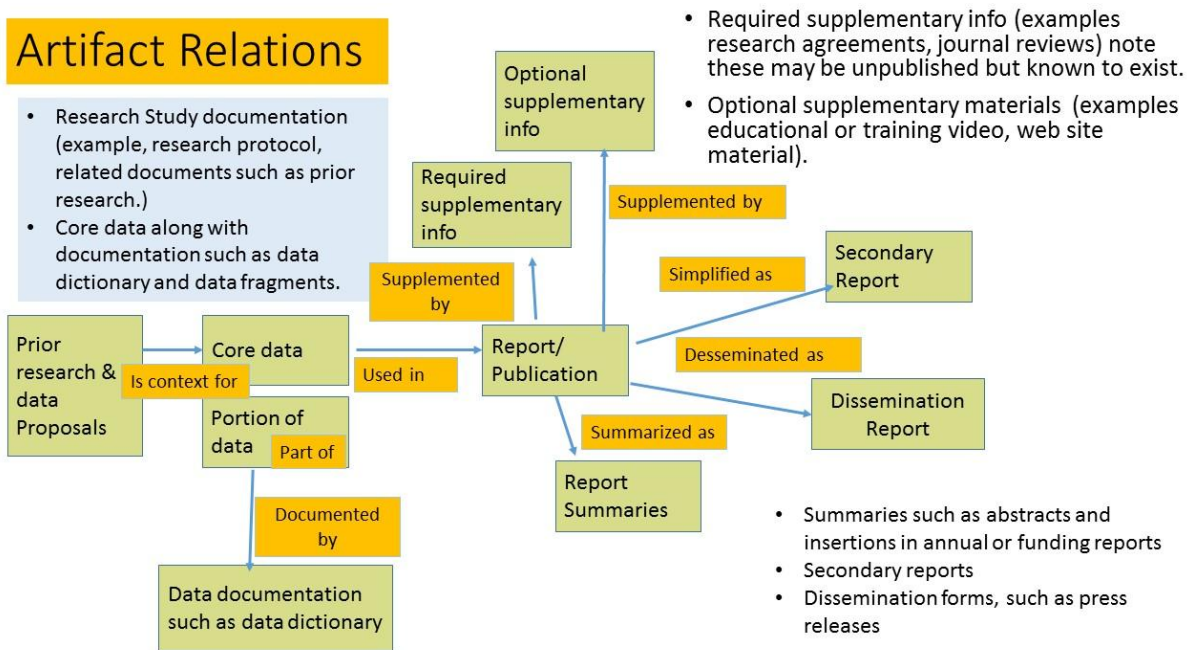 Artifact Relations
• Research Study documentation
(example, research protocol,
related documents such as prior
research.)
• Core data along with
documentation such as data
dictionary and data fragments.
• Required supplementary info (examples
research agreements, journal reviews) note
these may be unpublished but known to exist.
• Optional supplementary materials (examples
educational or training video, web site
material).
Optional
supplementary
info
Required
supplementary
info
Supplemented by
Supplemented
by
Simplified as
Secondary
Report
Prior
research &
data
Proposals
Is context for
Core data
Used in
Report/
Publication
Desseminated as
Dissemination
Report
Portion of
data
Part of
Summarized as
Report
Summaries
Documented
by
Data documentation
such as data dictionary
• Summaries such as abstracts and
insertions in annual or funding reports
• Secondary reports
• Dissemination forms, such as press
releases